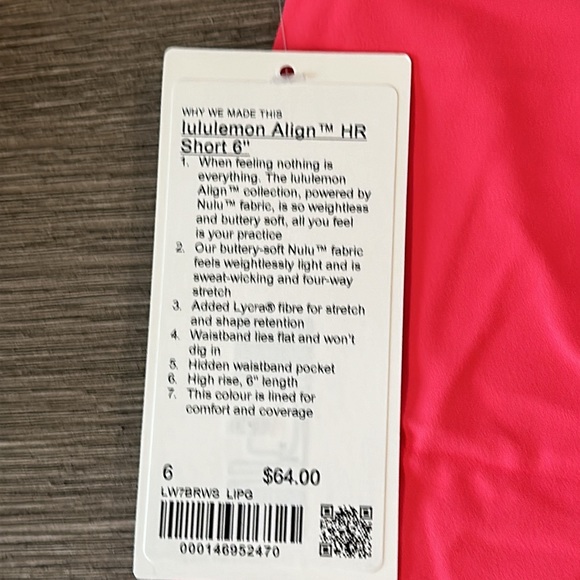 WHY WE MADE THIS
lululemon Align™ HR
Short 6"
1. When feeling nothing is
everything. The lululemon
Align™ collection, powered by
Nulu™ fabric, is so weightless
and buttery soft, all you feel
is your practice
2. Our buttery-soft Nulu™ fabric
feels weightlessly light and is
sweat-wicking and four-way
stretch
3. Added Lycra® fibre for stretch
and shape retention
4. Waistband lies flat and won't
dig in
5. Hidden waistband pocket
6. High rise, 6" length
7. This colour is lined for
comfort and coverage
6 $64.00
LW7BRWS LIPG
000146952470